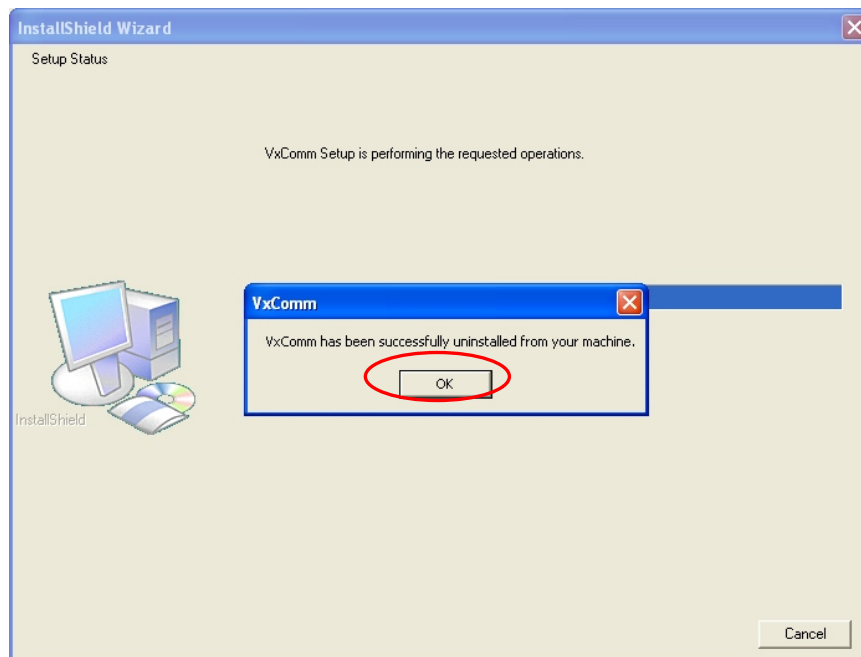 InstallShield Wizard
Setup Status
VxComm Setup is performing the requested operations.
VxComm
VxComm has been successfully uninstalled from your machine.
OK
InstallShield
Cancel